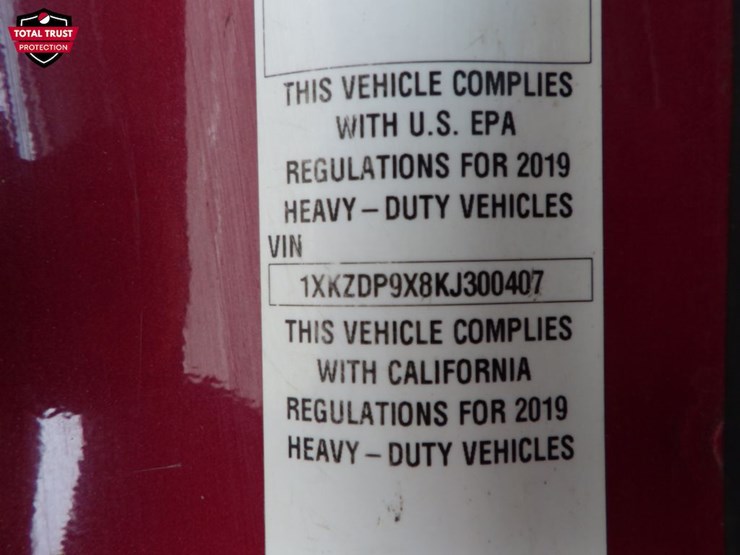 TOTAL TRUST
PROTECTION
THIS VEHICLE COMPLIES
WITH U.S. EPA
REGULATIONS FOR 2019
HEAVY – DUTY VEHICLES
VIN
1XKZDP9X8KJ300407
THIS VEHICLE COMPLIES
WITH CALIFORNIA
REGULATIONS FOR 2019
HEAVY – DUTY VEHICLES